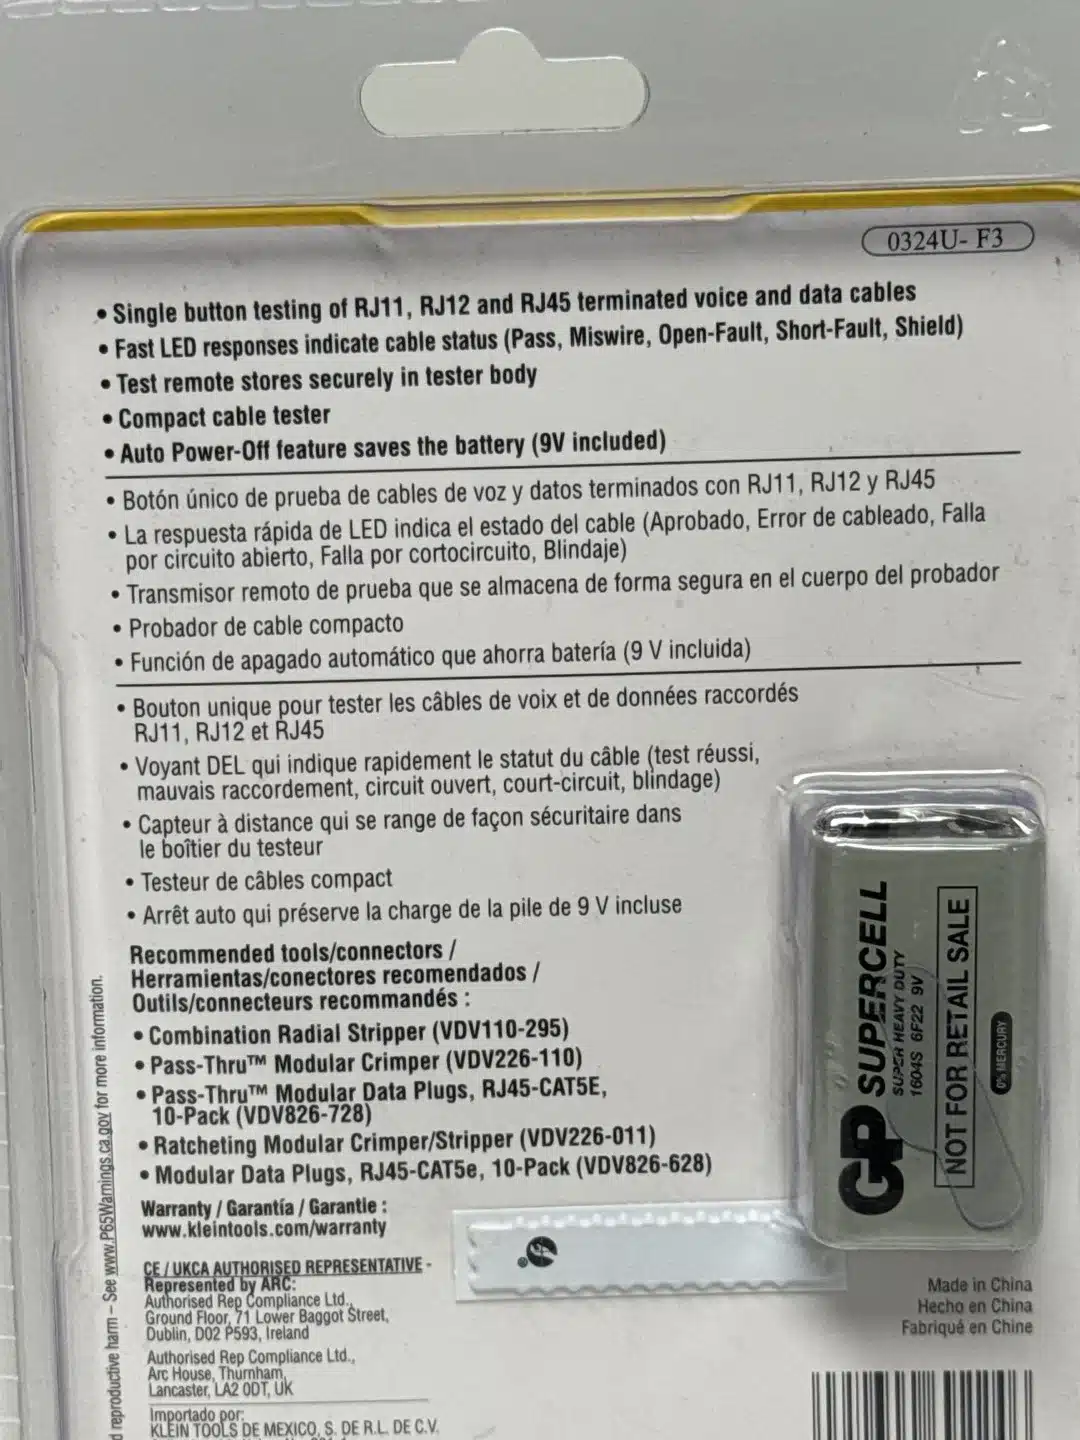 0324U- F3
• Single button testing of RJ11, RJ12 and RJ45 terminated voice and data cables
• Fast LED responses indicate cable status (Pass, Miswire, Open-Fault, Short-Fault, Shield)
• Test remote stores securely in tester body
• Compact cable tester
• Auto Power-Off feature saves the battery (9V included)
• Botón único de prueba de cables de voz y datos terminados con RJ11, RJ12 y RJ45
• La respuesta rápida de LED indica el estado del cable (Aprobado, Error de cableado, Falla
por circuito abierto, Falla por cortocircuito, Blindaje)
• Transmisor remoto de prueba que se almacena de forma segura en el cuerpo del probador
• Probador de cable compacto
• Función de apagado automático que ahorra batería (9 V incluida)
• Bouton unique pour tester les câbles de voix et de données raccordés
RJ11, RJ12 et RJ45
• Voyant DEL qui indique rapidement le statut du câble (test réussi,
mauvais raccordement, circuit ouvert, court-circuit, blindage)
• Capteur à distance qui se range de façon sécuritaire dans
le boîtier du testeur
• Testeur de câbles compact
• Arrêt auto qui préserve la charge de la pile de 9 V incluse
Recommended tools/connectors /
Herramientas/conectores recomendados /
Outils/connecteurs recommandés :
• Combination Radial Stripper (VDV110-295)
• Pass-Thru™ Modular Crimper (VDV226-110)
• Pass-Thru™ Modular Data Plugs, RJ45-CAT5E,
10-Pack (VDV826-728)
• Ratcheting Modular Crimper/Stripper (VDV226-011)
• Modular Data Plugs, RJ45-CAT5e, 10-Pack (VDV826-628)
Warranty / Garantía / Garantie :
www.kleintools.com/warranty
CE / UKCA AUTHORISED REPRESENTATIVE -
Represented by ARC:
Authorised Rep Compliance Ltd.,
Ground Floor, 71 Lower Baggot Street,
Dublin, D02 P593, Ireland
Authorised Rep Compliance Ltd.,
Arc House, Thurnham,
Lancaster, LA2 0DT, UK
Importado por:
KLEIN TOOLS DE MEXICO, S. DE R.L. DE C.V.
reproductive harm – See www.P65Warnings.ca.gov for more information.
GP SUPERCELL
SUPER HEAVY DUTY
1604S 6F22 9V
NOT FOR RETAIL SALE
MERCURY
Made in China
Hecho en China
Fabriqué en Chine